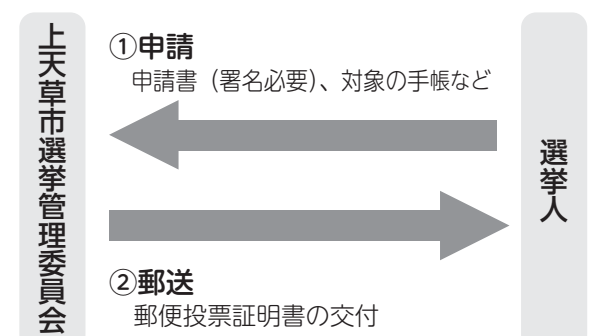 上天草市選挙管理委員会
①申請
申請書（署名必要）、対象の手帳など
②郵送
郵便投票証明書の交付
選挙人